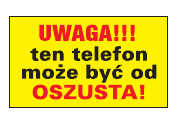 UWAGA!!!
ten telefon
może być od
OSZUSTA!